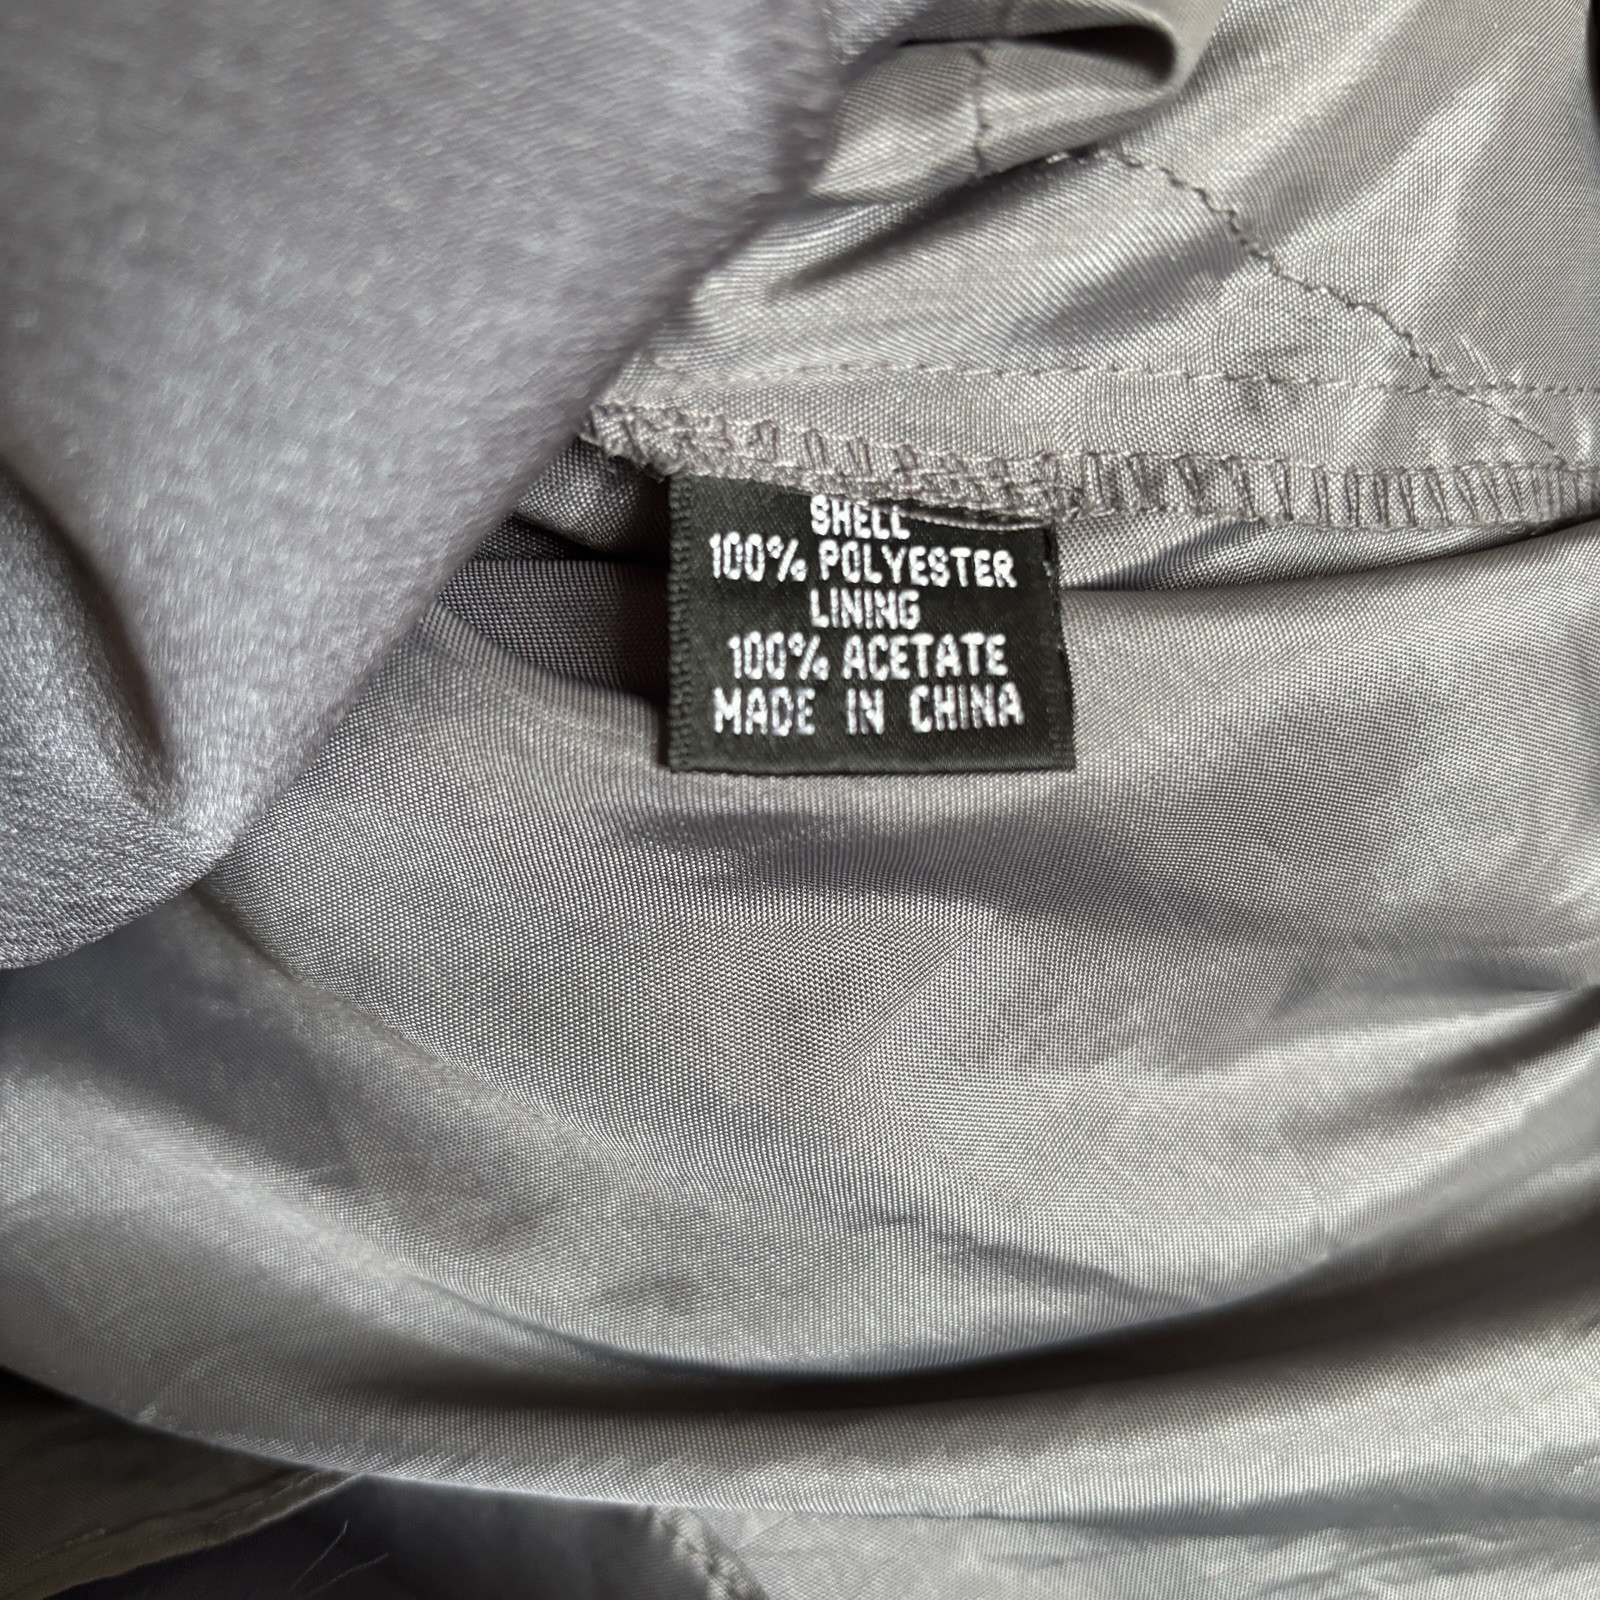 SHELL
100% POLYESTER
LINING
100% ACETATE
MADE IN CHINA